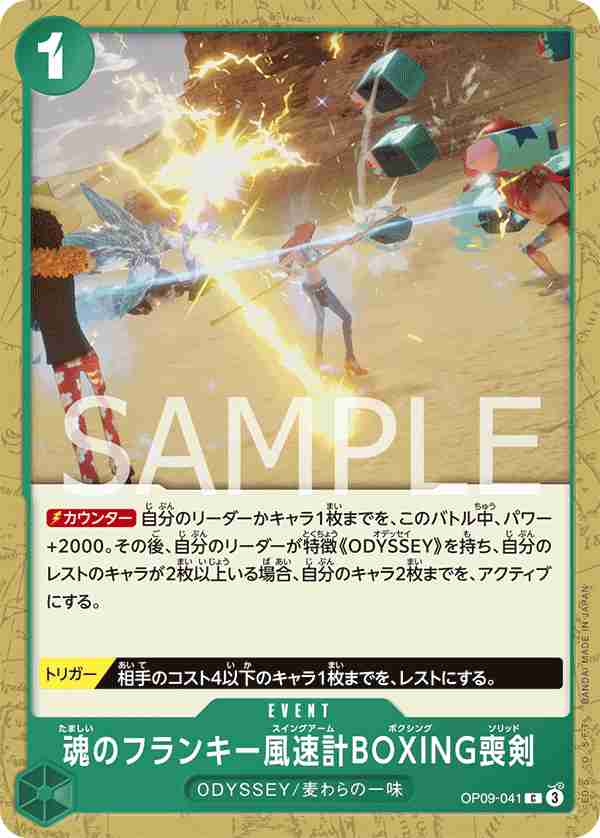 1
SAMPLE
カウンター 自分のリーダーかキャラ1枚までを、このバトル中、パワー
+2000。その後、自分のリーダーが特徴《ODYSSEY》を持ち、自分の
レストのキャラが2枚以上いる場合、自分のキャラ2枚までを、アクティブ
にする。
トリガー 相手のコスト4以下のキャラ1枚までを、レストにする。
EVENT
魂のフランキー風速計BOXING喪剣
ODYSSEY/麦わらの一味
OP09-041 C 3
BANDAI MADE IN JAPAN